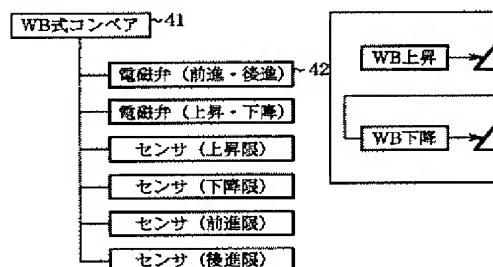 WB式コンベア
41
電磁弁（前進・後進）
42
電磁弁（上昇・下降）
センサ（上昇限）
センサ（下降限）
センサ（前進限）
センサ（後進限）
WB上昇
WB下降